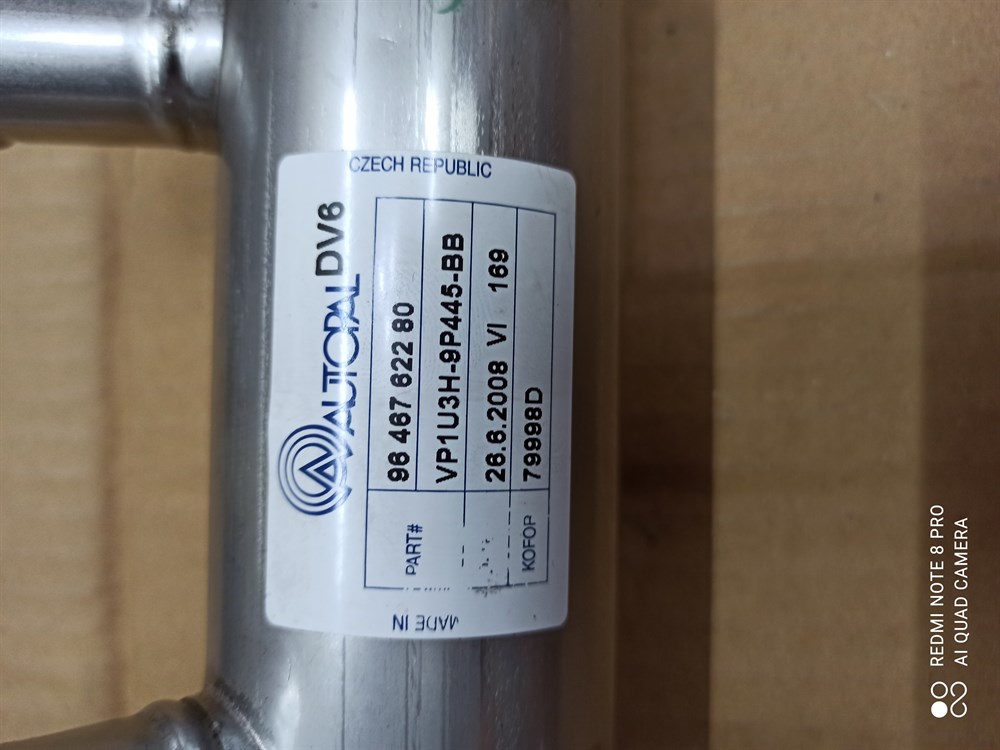 AUTOPAL DV6
PART# 96 467 622 80
VP1U3H-9P445-BB
26.6.2008 VI 169
KOFOP 79998D
MADE IN CZECH REPUBLIC
REDMI NOTE 8 PRO
AI QUAD CAMERA